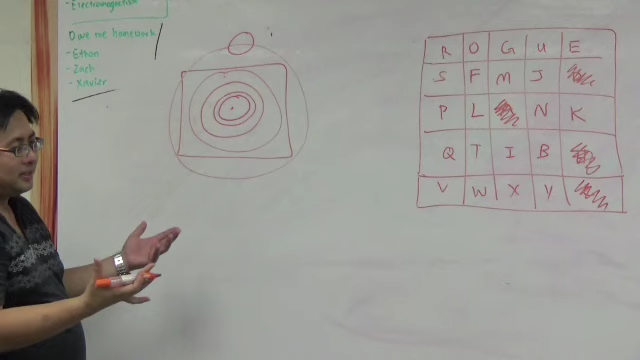 - Electromagnetism
Owe me homework
- Ethan
- Zach
- Xavier
R O G U E
S F M J
P L N K
Q T I B
V W X Y